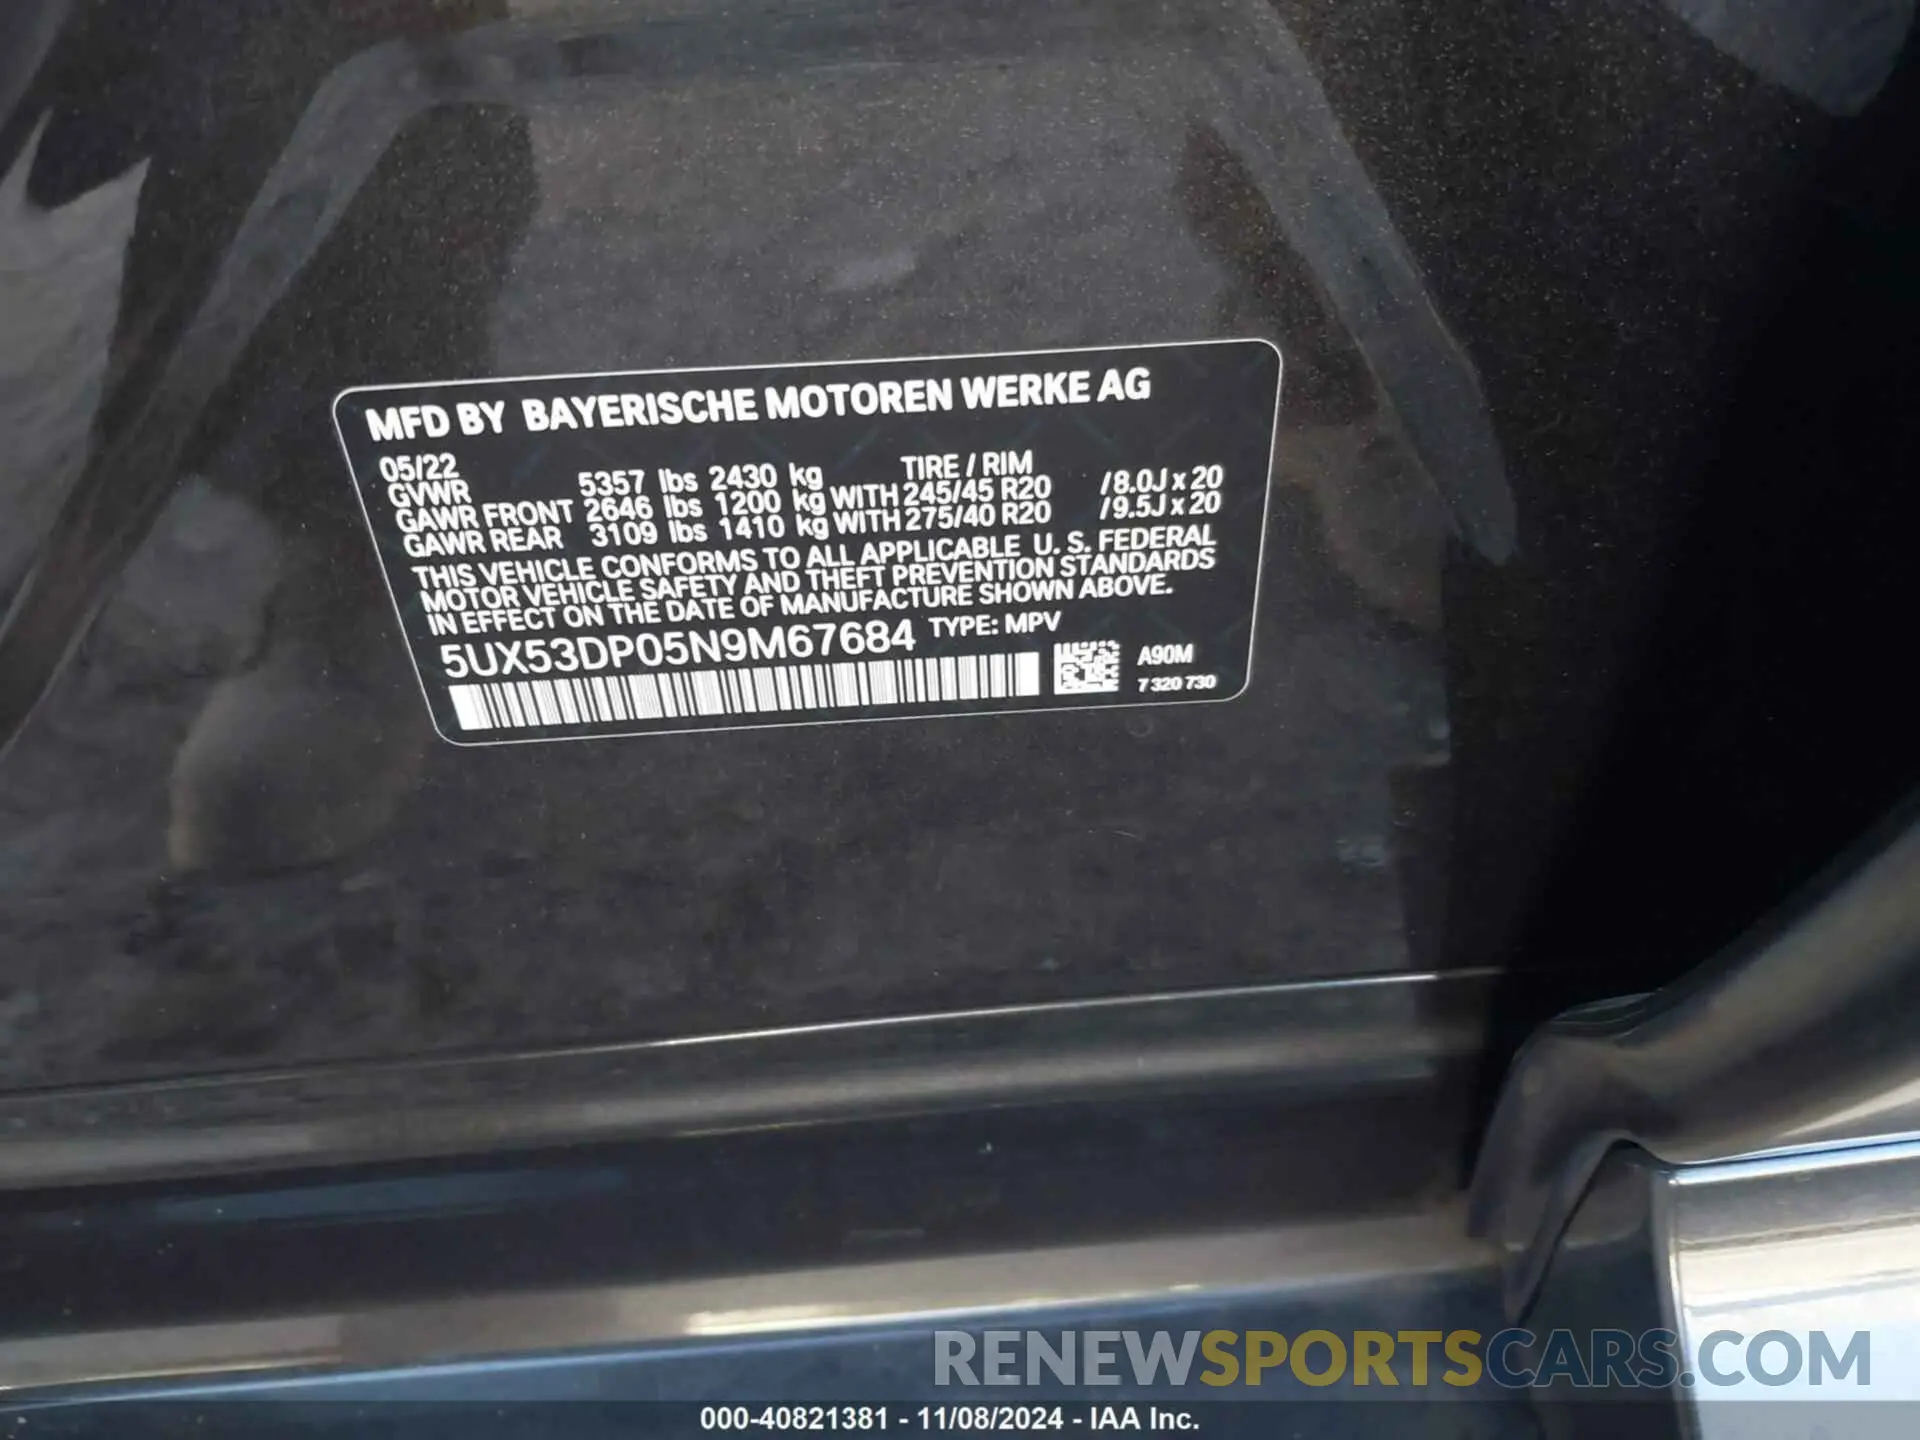 MFD BY BAYERISCHE MOTOREN WERKE AG
05/22 TIRE / RIM
GVWR 5357 lbs 2430 kg
GAWR FRONT 2646 lbs 1200 kg WITH 245/45 R20 /8.0J x 20
GAWR REAR 3109 lbs 1410 kg WITH 275/40 R20 /9.5J x 20
THIS VEHICLE CONFORMS TO ALL APPLICABLE U. S. FEDERAL
MOTOR VEHICLE SAFETY AND THEFT PREVENTION STANDARDS
IN EFFECT ON THE DATE OF MANUFACTURE SHOWN ABOVE.
5UX53DP05N9M67684 TYPE: MPV
A90M
7 320 730
RENEWSPORTSCARS.COM
000-40821381 - 11/08/2024 - IAA Inc.